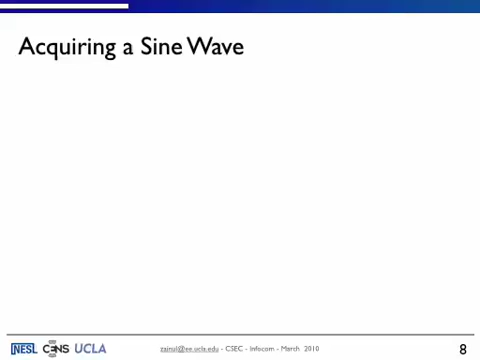 Acquiring a Sine Wave
NESL CENS UCLA
zainul@ee.ucla.edu - CSEC - Infocom - March 2010
8